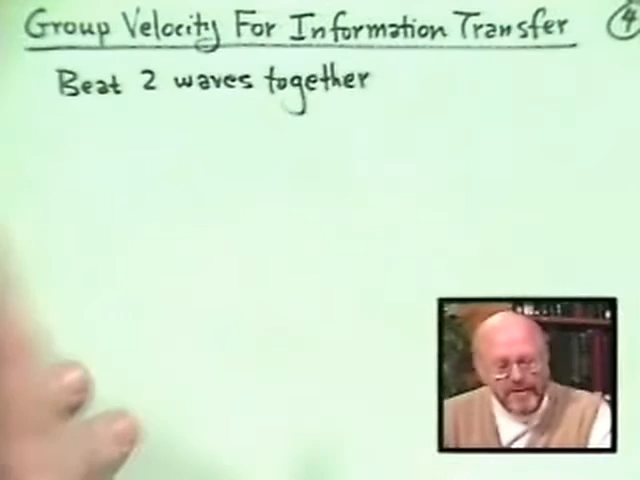 Group Velocity For Information Transfer 4
Beat 2 waves together